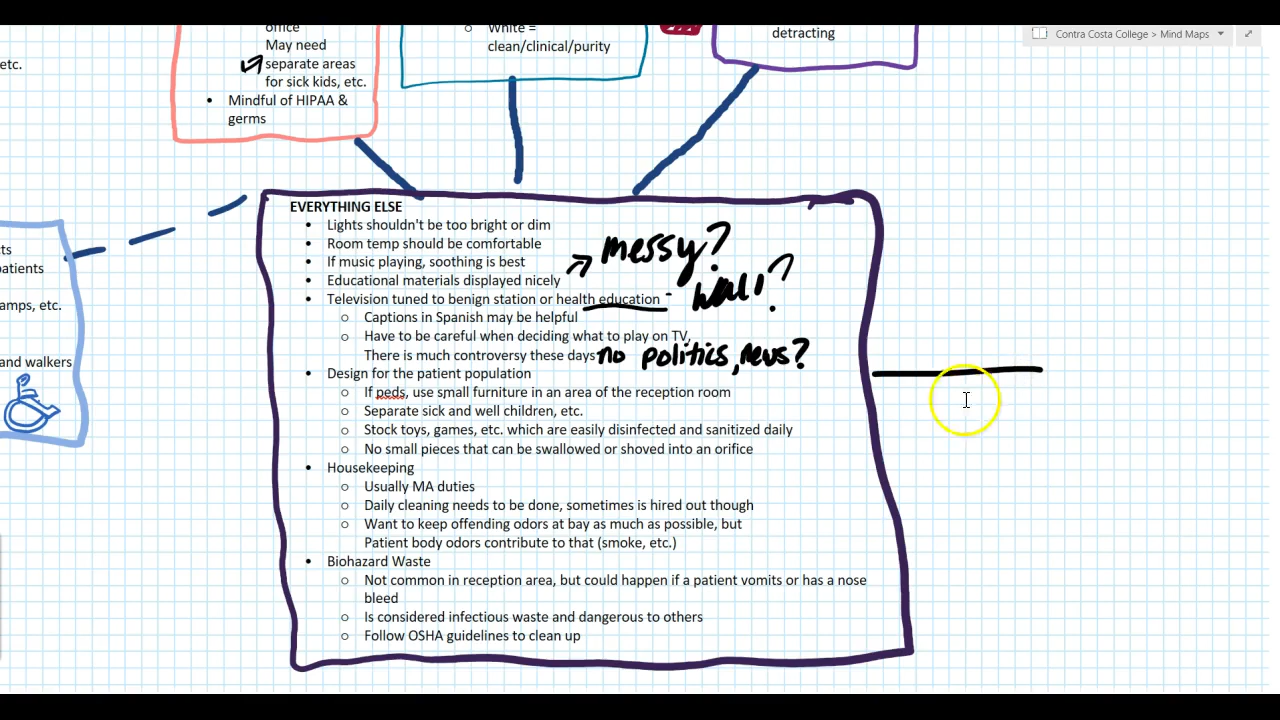 office
May need
separate areas
for sick kids, etc.
• Mindful of HIPAA &
germs
○ White =
clean/clinical/purity
detracting
Contra Costa College > Mind Maps
etc.
ts
patients
amps, etc.
and walkers
EVERYTHING ELSE
• Lights shouldn't be too bright or dim
• Room temp should be comfortable
• If music playing, soothing is best
• Educational materials displayed nicely
messy?
• Television tuned to benign station or health education -
wall?
○ Captions in Spanish may be helpful
○ Have to be careful when deciding what to play on TV,
There is much controversy these days
no politics, news?
• Design for the patient population
○ If peds, use small furniture in an area of the reception room
○ Separate sick and well children, etc.
○ Stock toys, games, etc. which are easily disinfected and sanitized daily
○ No small pieces that can be swallowed or shoved into an orifice
• Housekeeping
○ Usually MA duties
○ Daily cleaning needs to be done, sometimes is hired out though
○ Want to keep offending odors at bay as much as possible, but
Patient body odors contribute to that (smoke, etc.)
• Biohazard Waste
○ Not common in reception area, but could happen if a patient vomits or has a nose
bleed
○ Is considered infectious waste and dangerous to others
○ Follow OSHA guidelines to clean up